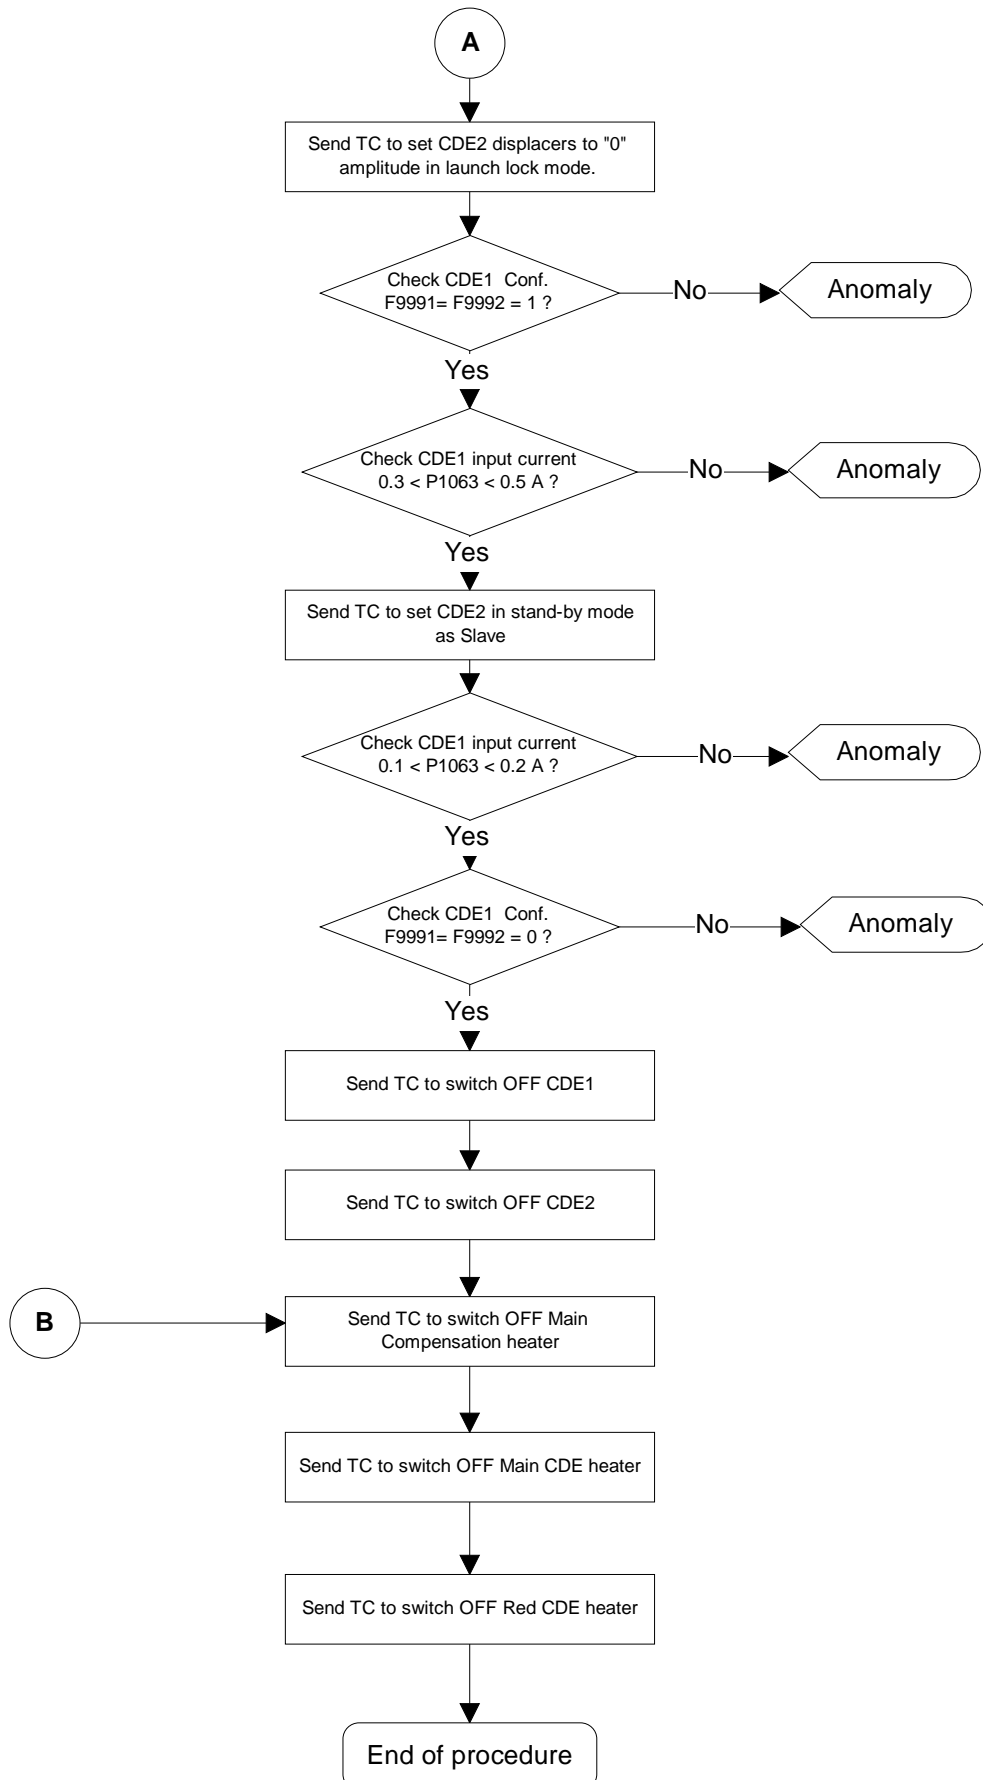 A
Send TC to set CDE2 displacers to "0"
amplitude in launch lock mode.
Check CDE1 Conf.
F9991= F9992 = 1 ?
No
Anomaly
Yes
Check CDE1 input current
0.3 < P1063 < 0.5 A ?
No
Anomaly
Yes
Send TC to set CDE2 in stand-by mode
as Slave
Check CDE1 input current
0.1 < P1063 < 0.2 A ?
No
Anomaly
Yes
Check CDE1 Conf.
F9991= F9992 = 0 ?
No
Anomaly
Yes
Send TC to switch OFF CDE1
Send TC to switch OFF CDE2
B
Send TC to switch OFF Main
Compensation heater
Send TC to switch OFF Main CDE heater
Send TC to switch OFF Red CDE heater
End of procedure